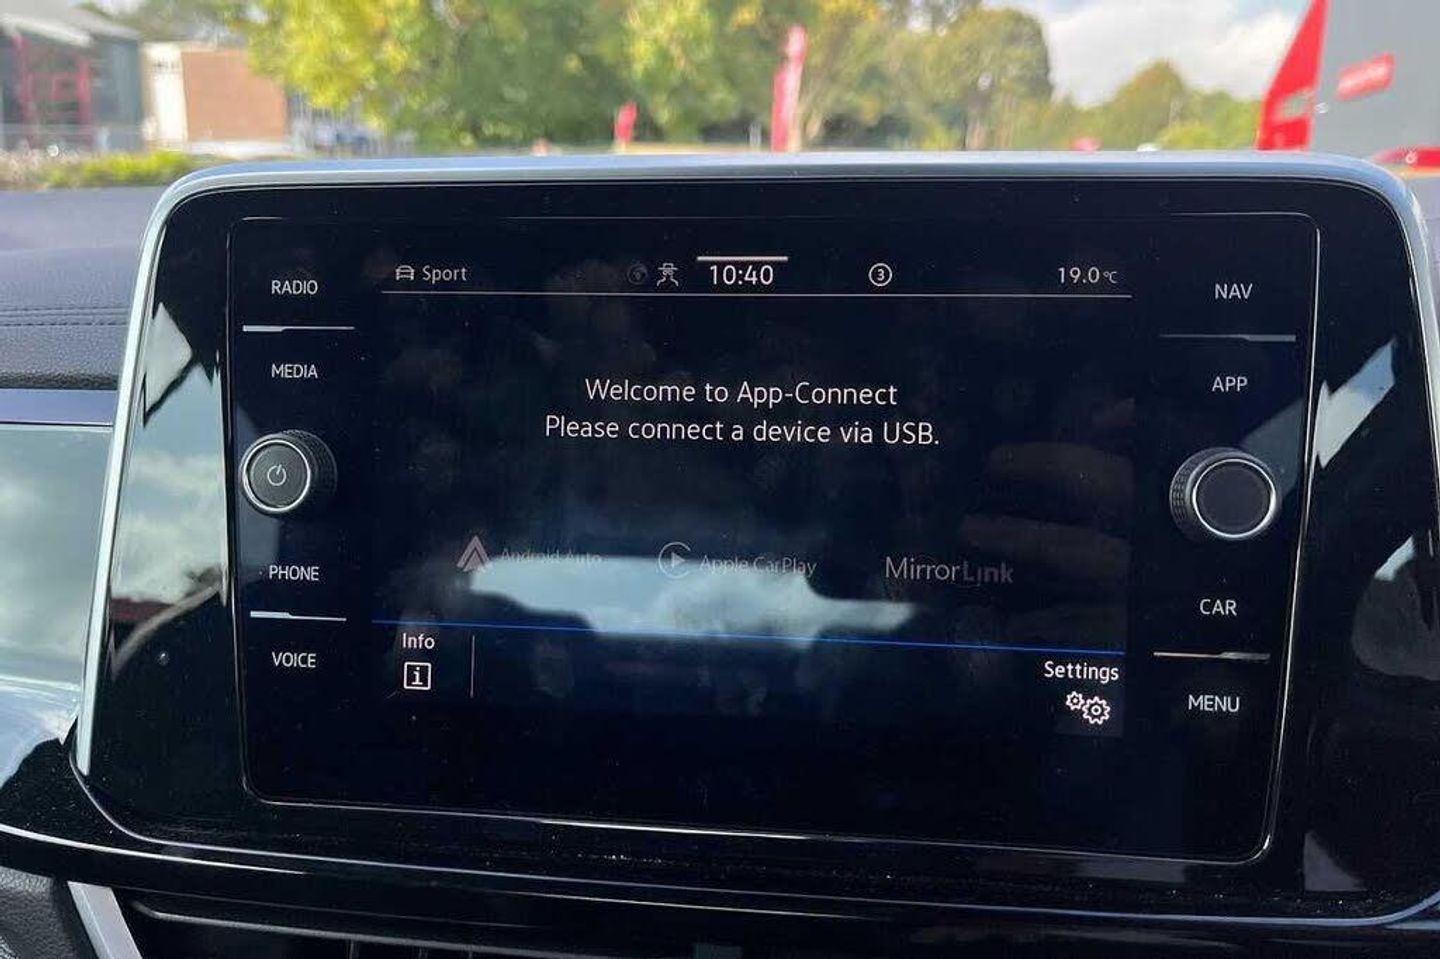 RADIO
MEDIA
PHONE
VOICE
Sport
10:40
3
19.0°C
Welcome to App-Connect
Please connect a device via USB.
Android Auto
Apple CarPlay
MirrorLink
Info
i
Settings
NAV
APP
CAR
MENU